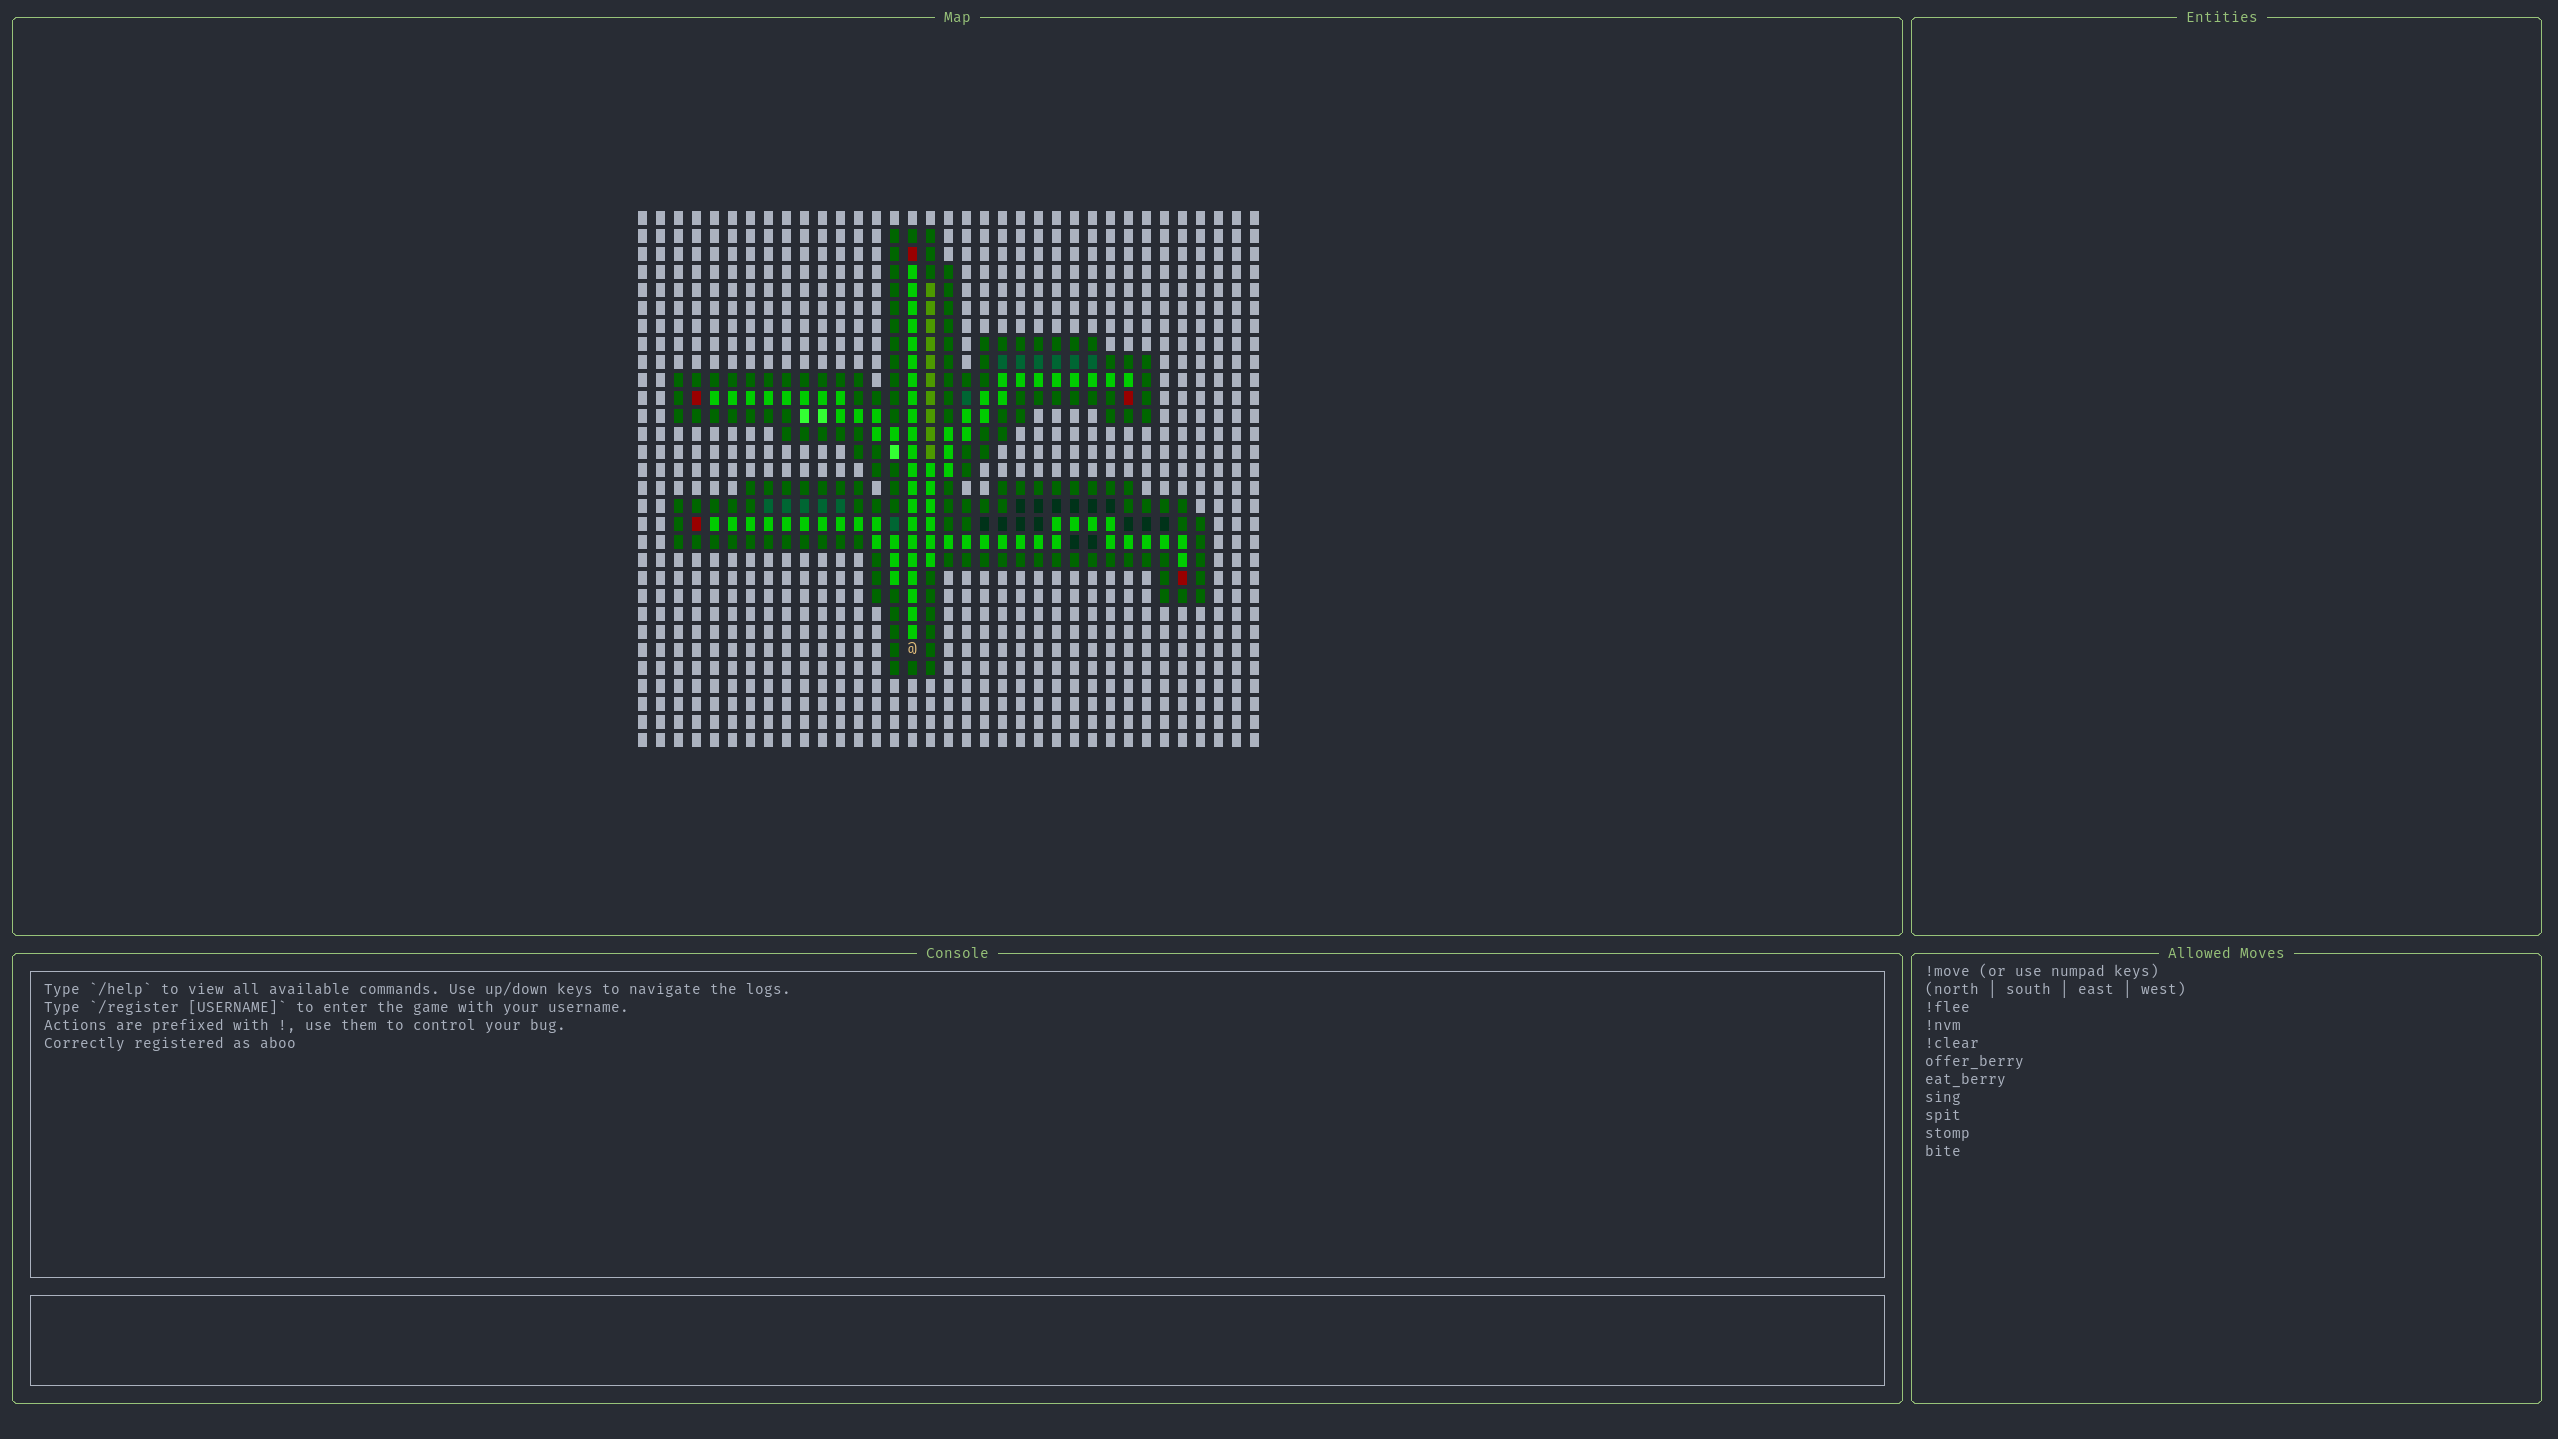 Map
Entities
@
Console
Type `/help` to view all available commands. Use up/down keys to navigate the logs.
Type `/register [USERNAME]` to enter the game with your username.
Actions are prefixed with !, use them to control your bug.
Correctly registered as aboo
Allowed Moves
!move (or use numpad keys)
(north | south | east | west)
!flee
!nvm
!clear
offer_berry
eat_berry
sing
spit
stomp
bite